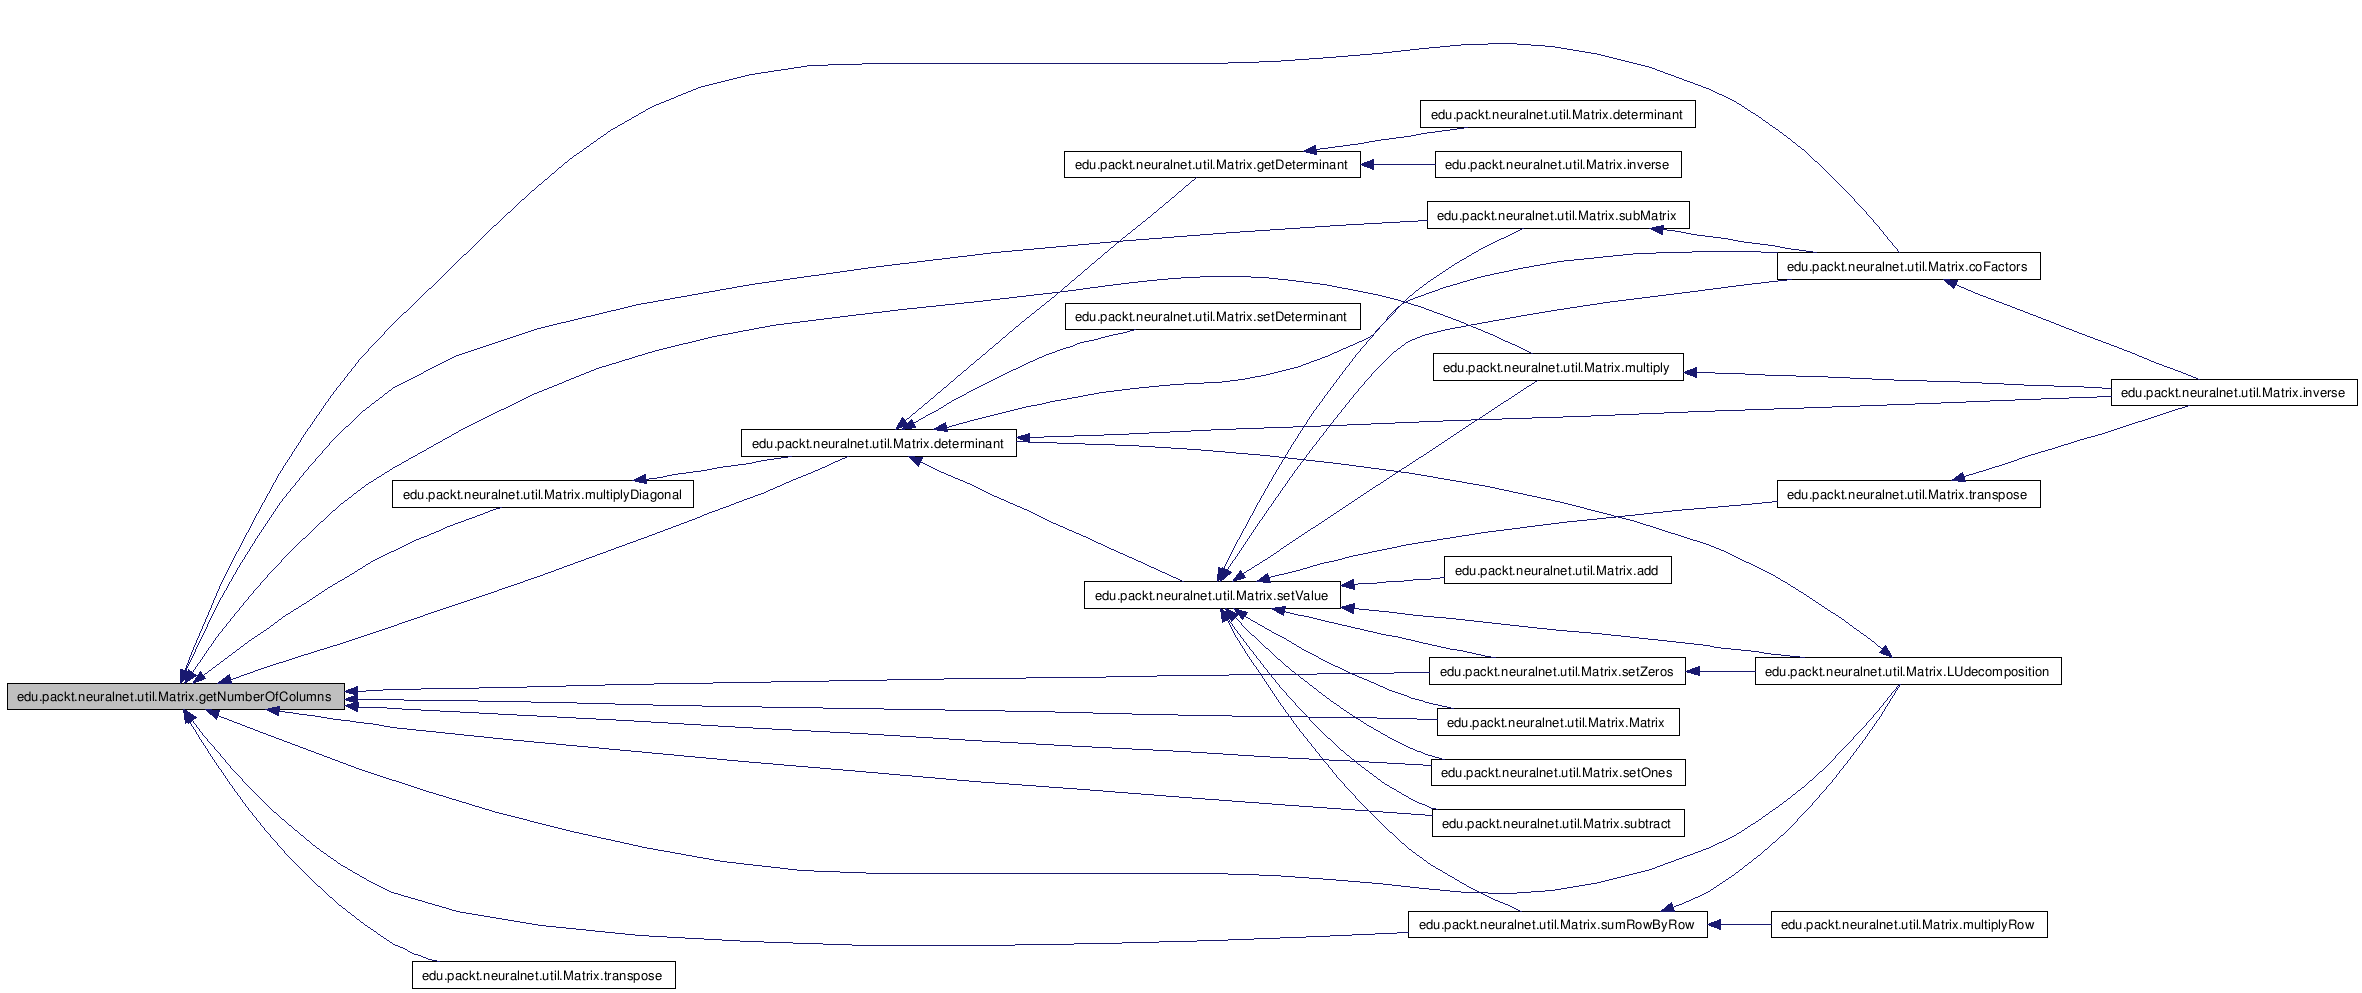 edu.packt.neuralnet.util.Matrix.determinant
edu.packt.neuralnet.util.Matrix.getDeterminant
edu.packt.neuralnet.util.Matrix.inverse
edu.packt.neuralnet.util.Matrix.subMatrix
edu.packt.neuralnet.util.Matrix.coFactors
edu.packt.neuralnet.util.Matrix.setDeterminant
edu.packt.neuralnet.util.Matrix.multiply
edu.packt.neuralnet.util.Matrix.inverse
edu.packt.neuralnet.util.Matrix.determinant
edu.packt.neuralnet.util.Matrix.multiplyDiagonal
edu.packt.neuralnet.util.Matrix.transpose
edu.packt.neuralnet.util.Matrix.add
edu.packt.neuralnet.util.Matrix.setValue
edu.packt.neuralnet.util.Matrix.setZeros
edu.packt.neuralnet.util.Matrix.LUdecomposition
edu.packt.neuralnet.util.Matrix.getNumberOfColumns
edu.packt.neuralnet.util.Matrix.Matrix
edu.packt.neuralnet.util.Matrix.setOnes
edu.packt.neuralnet.util.Matrix.subtract
edu.packt.neuralnet.util.Matrix.sumRowByRow
edu.packt.neuralnet.util.Matrix.multiplyRow
edu.packt.neuralnet.util.Matrix.transpose